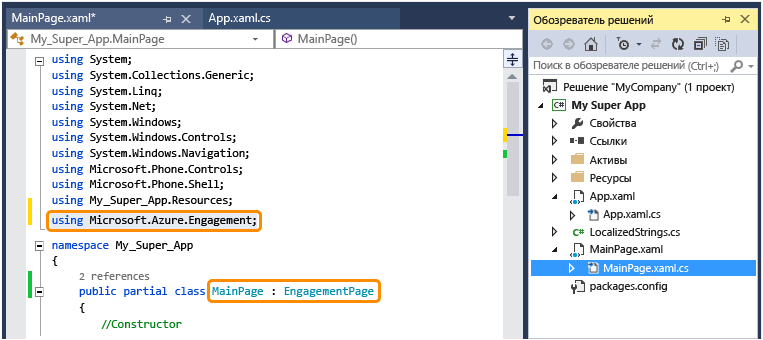 MainPage.xaml* App.xaml.cs
My_Super_App.MainPage MainPage()
using System;
using System.Collections.Generic;
using System.Linq;
using System.Net;
using System.Windows;
using System.Windows.Controls;
using System.Windows.Navigation;
using Microsoft.Phone.Controls;
using Microsoft.Phone.Shell;
using My_Super_App.Resources;
using Microsoft.Azure.Engagement;
namespace My_Super_App
{
2 references
public partial class MainPage : EngagementPage
{
//Constructor
Обозреватель решений
Поиск в обозревателе решений (Ctrl+;)
Решение "MyCompany" (1 проект)
C# My Super App
Свойства
Ссылки
Активы
Ресурсы
App.xaml
App.xaml.cs
C# LocalizedStrings.cs
MainPage.xaml
MainPage.xaml.cs
packages.config